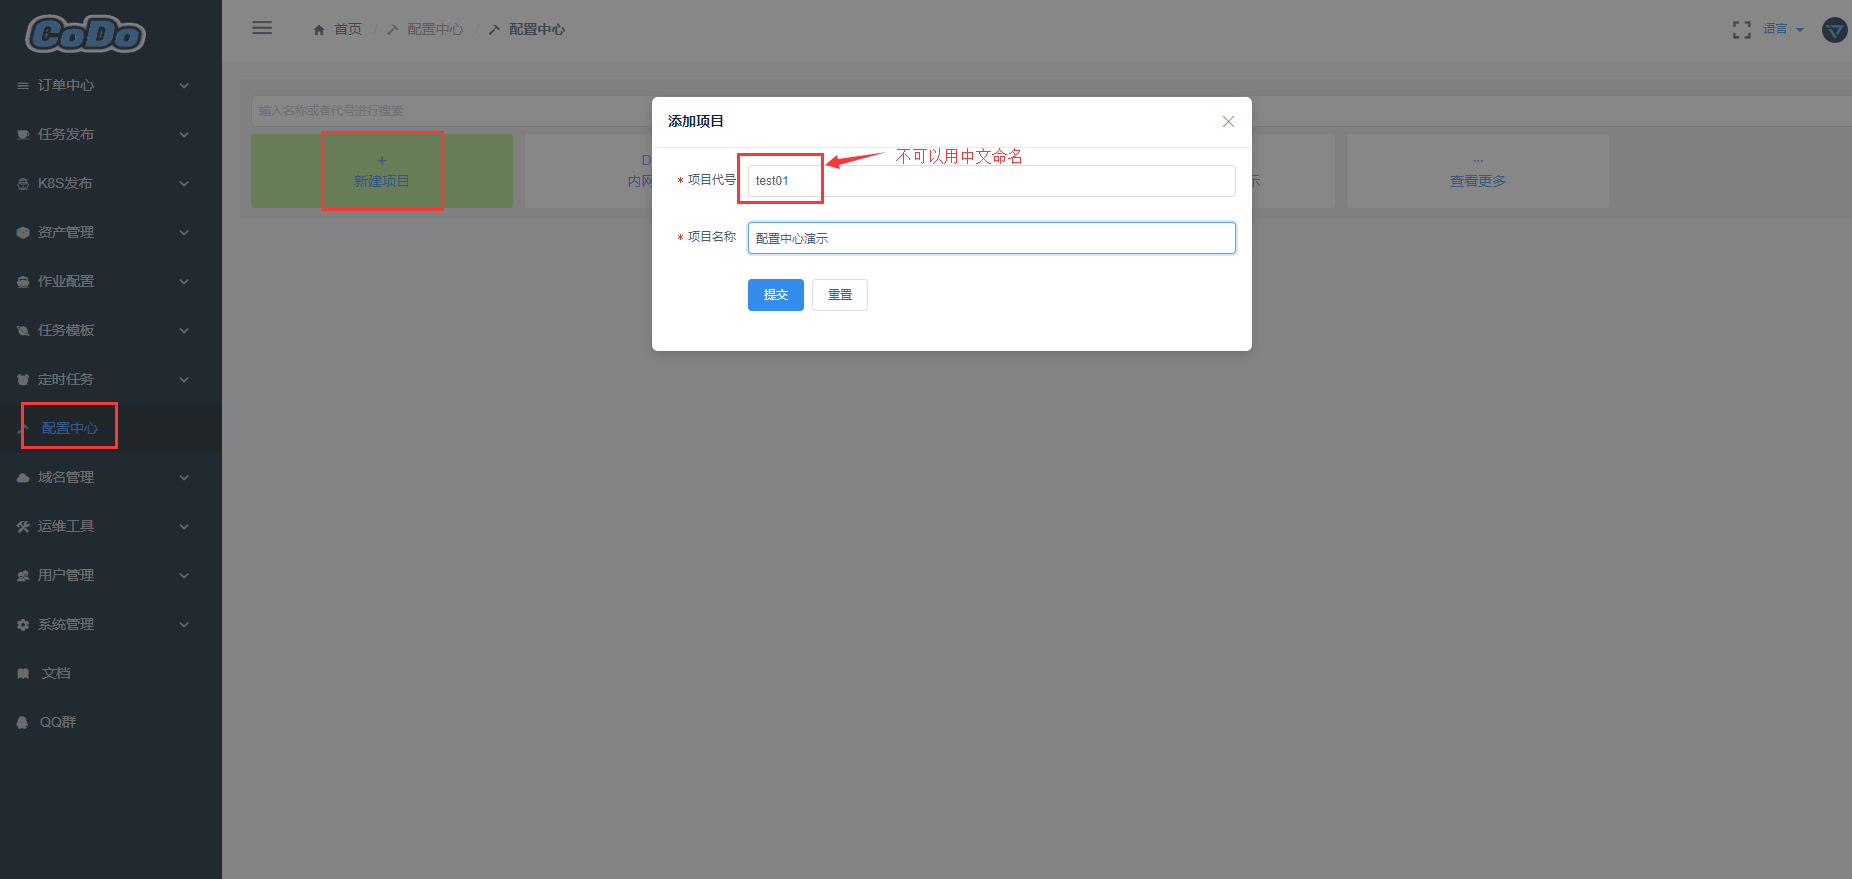 CoDo
订单中心
任务发布
K8S发布
资产管理
作业配置
任务模板
定时任务
配置中心
域名管理
运维工具
用户管理
系统管理
文档
QQ群
首页 / 配置中心 / 配置中心
语言
输入名称或者代号进行搜索
+
新建项目
D
内网
示
...
查看更多
添加项目
不可以用中文命名
* 项目代号 test01
* 项目名称 配置中心演示
提交 重置